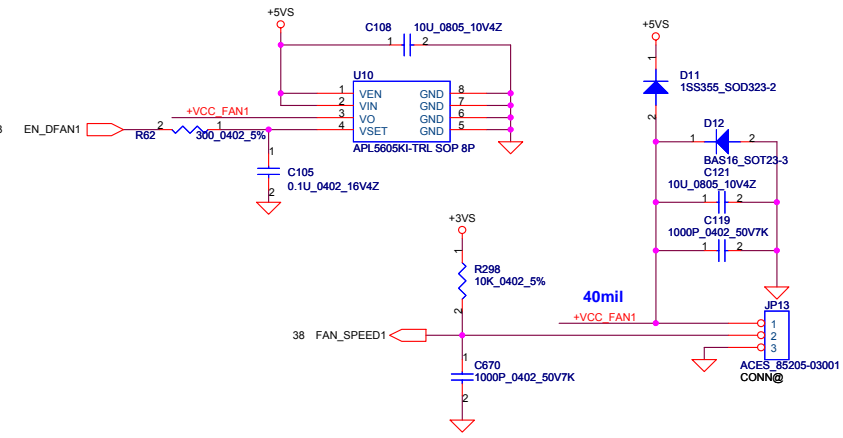 +5VS
C108 10U_0805_10V4Z
1 2
U10
1 VEN GND 8
2 VIN GND 7
+VCC_FAN1 3 VO GND 6
EN_DFAN1 R62 2 1 300_0402_5% 4 VSET GND 5
APL5605KI-TRL SOP 8P
1
C105
0.1U_0402_16V4Z
2
+5VS
1
D11
1SS355_SOD323-2
2
D12
1 2
BAS16_SOT23-3
C121
10U_0805_10V4Z
1 2
C119
1000P_0402_50V7K
1 2
+3VS
1
R298
10K_0402_5%
2
40mil
+VCC_FAN1
38 FAN_SPEED1
1
C670
1000P_0402_50V7K
2
JP13
1
2
3
ACES_85205-03001
CONN@